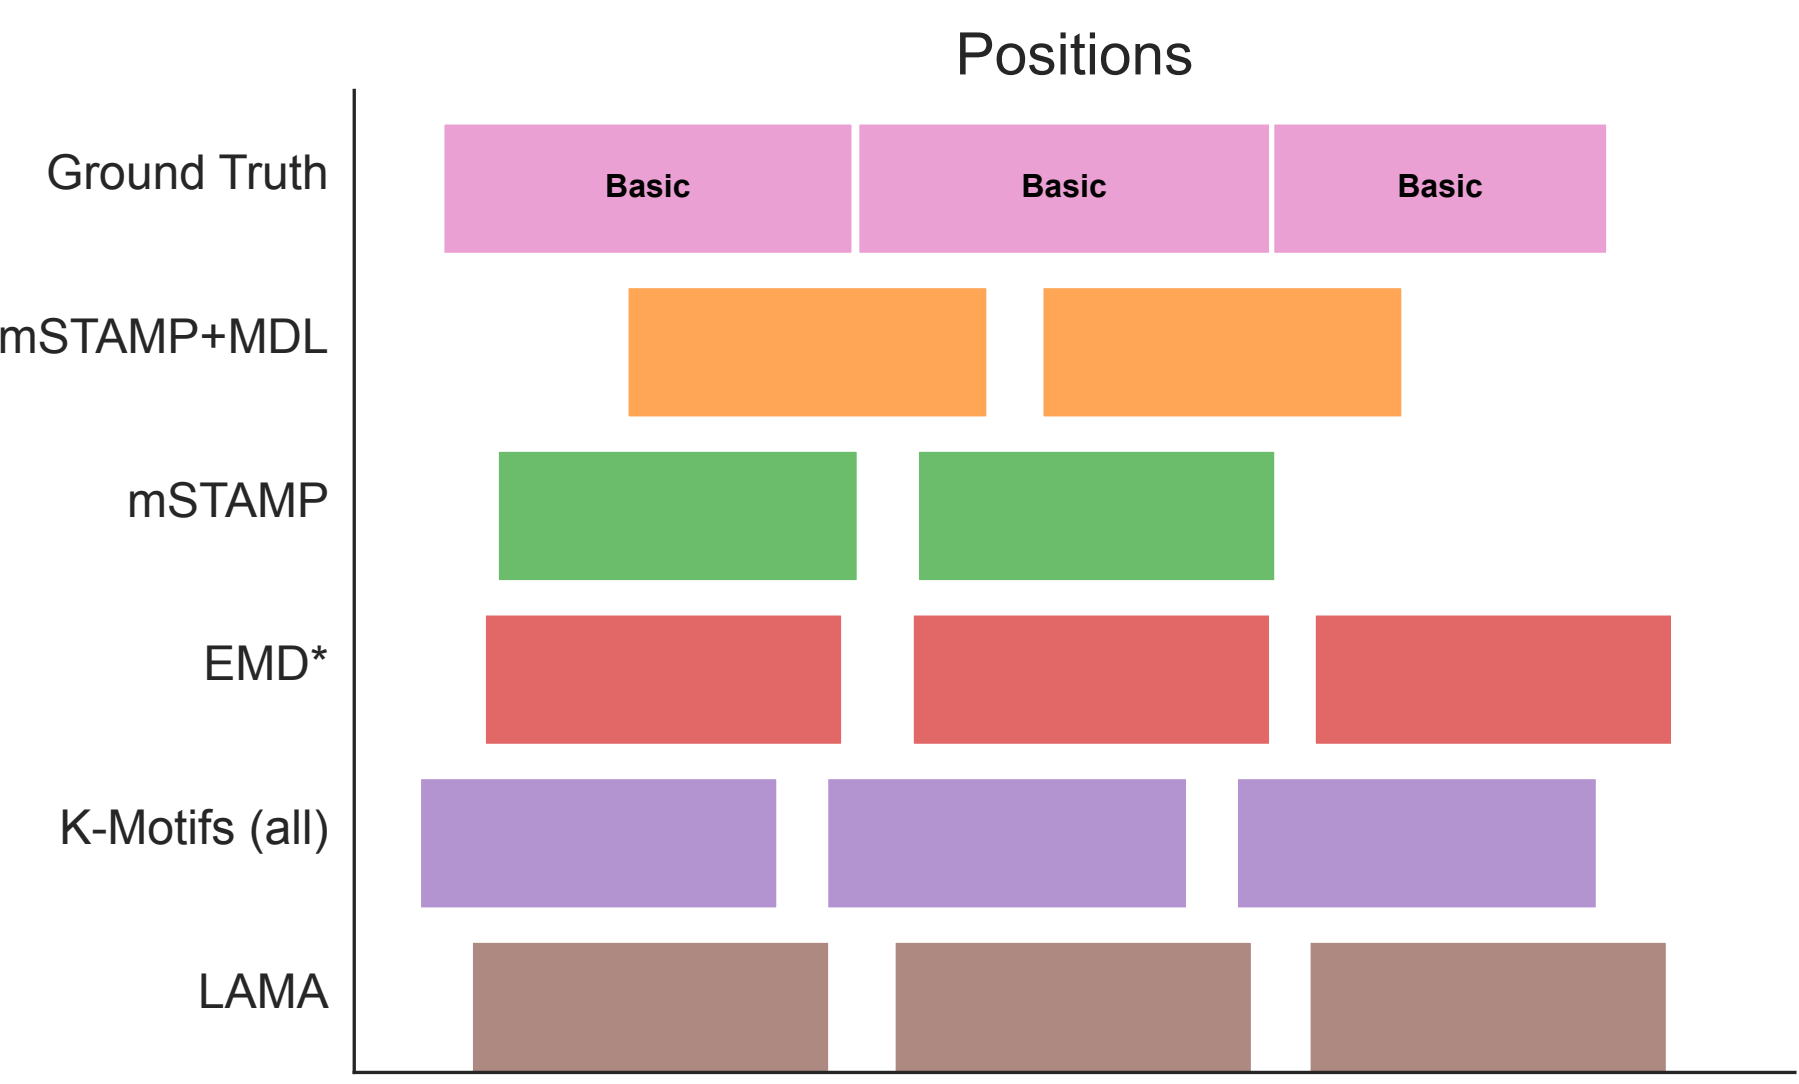 Positions
Ground Truth
Basic Basic Basic
mSTAMP+MDL
mSTAMP
EMD*
K-Motifs (all)
LAMA